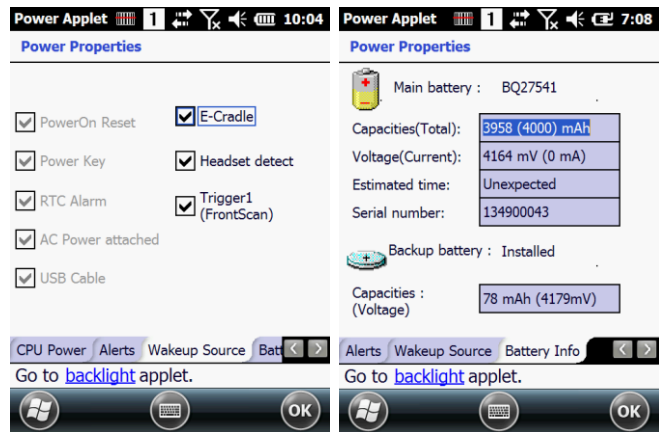 Power Applet 1 10:04
Power Properties
PowerOn Reset
E-Cradle
Power Key
Headset detect
RTC Alarm
Trigger1
(FrontScan)
AC Power attached
USB Cable
CPU Power Alerts Wakeup Source Batt
Go to backlight applet.
OK
Power Applet 1 7:08
Power Properties
Main battery : BQ27541
Capacities(Total): 3958 (4000) mAh
Voltage(Current): 4164 mV (0 mA)
Estimated time: Unexpected
Serial number: 134900043
Backup battery : Installed
Capacities :
(Voltage)
78 mAh (4179mV)
Alerts Wakeup Source Battery Info
Go to backlight applet.
OK